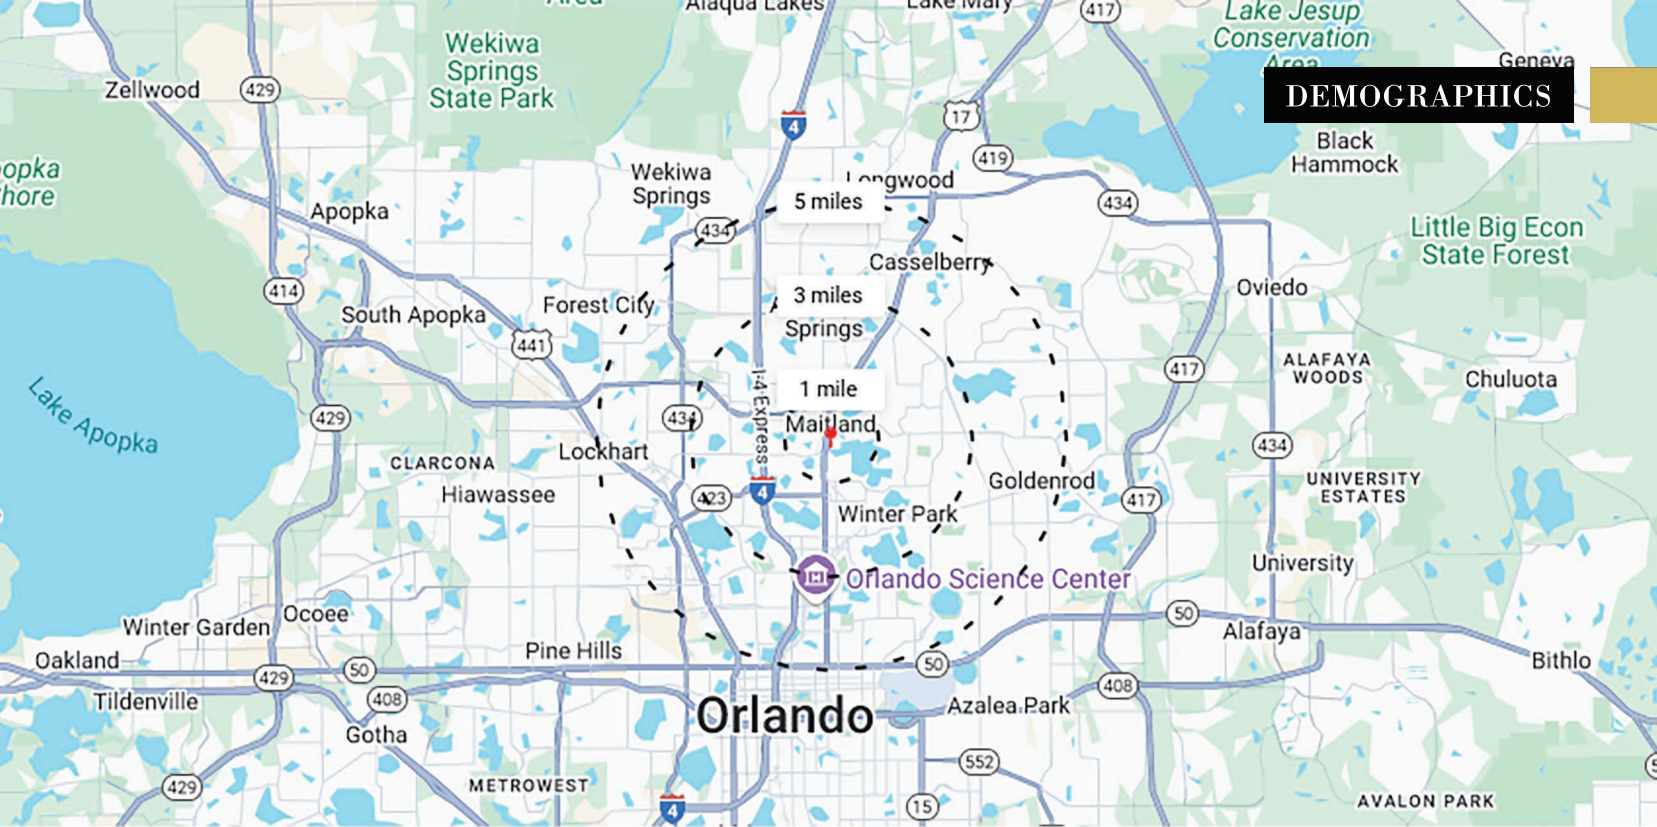 Area
Alaqua Lakes
Lake Mary
417
Lake Jesup
Conservation
Area
Geneva
DEMOGRAPHICS
Wekiwa
Springs
State Park
Zellwood
429
4
17
419
Black
Hammock
Wekiwa
Springs
Longwood
5 miles
434
434
Apopka
Little Big Econ
State Forest
Casselberry
414
3 miles
Forest City
Oviedo
South Apopka
Springs
441
ALAFAYA
WOODS
417
Chuluota
1 mile
Lake Apopka
429
434
I-4 Express
Maitland
434
CLARCONA
Lockhart
Hiawassee
423
4
Goldenrod
417
UNIVERSITY
ESTATES
Winter Park
University
Orlando Science Center
Ocoee
Winter Garden
50
Alafaya
Oakland
50
Pine Hills
50
Bithlo
429
408
408
Tildenville
Orlando
Azalea Park
Gotha
552
429
METROWEST
4
15
AVALON PARK